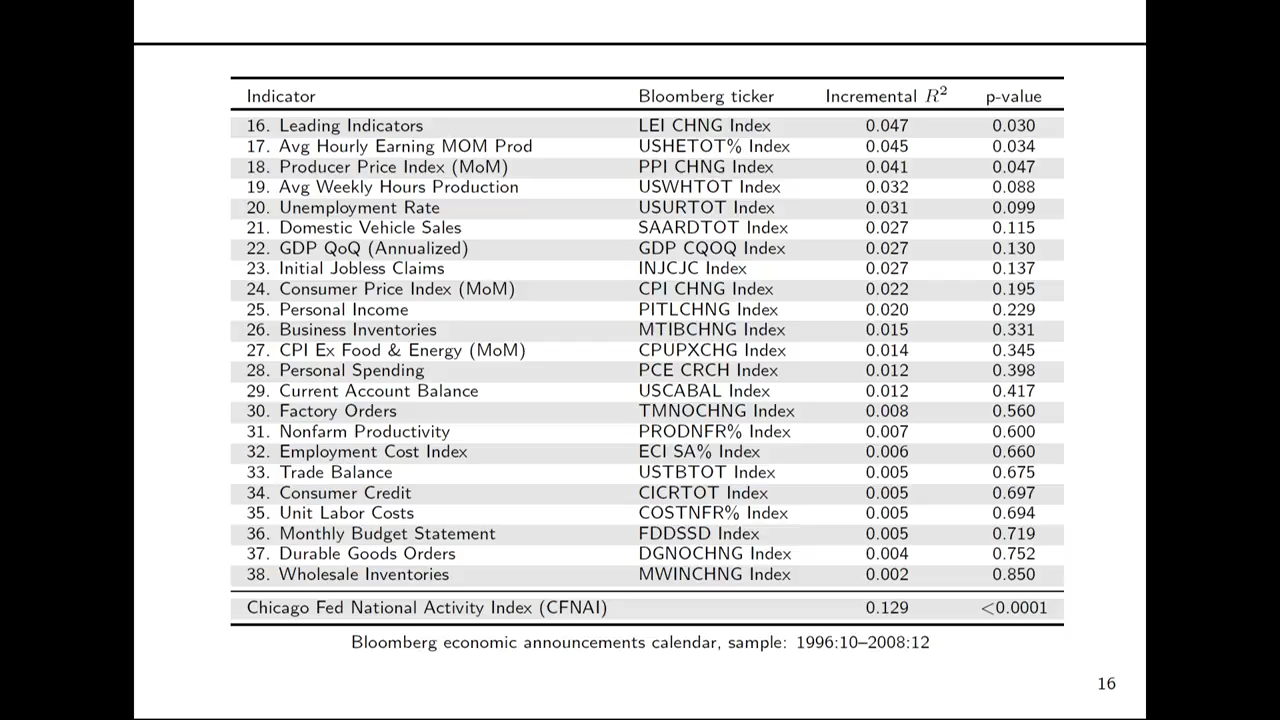 Indicator Bloomberg ticker Incremental R² p-value
16. Leading Indicators LEI CHNG Index 0.047 0.030
17. Avg Hourly Earning MOM Prod USHETOT% Index 0.045 0.034
18. Producer Price Index (MoM) PPI CHNG Index 0.041 0.047
19. Avg Weekly Hours Production USWHTOT Index 0.032 0.088
20. Unemployment Rate USURTOT Index 0.031 0.099
21. Domestic Vehicle Sales SAARDTOT Index 0.027 0.115
22. GDP QoQ (Annualized) GDP CQOQ Index 0.027 0.130
23. Initial Jobless Claims INJCJC Index 0.027 0.137
24. Consumer Price Index (MoM) CPI CHNG Index 0.022 0.195
25. Personal Income PITLCHNG Index 0.020 0.229
26. Business Inventories MTIBCHNG Index 0.015 0.331
27. CPI Ex Food & Energy (MoM) CPUPXCHG Index 0.014 0.345
28. Personal Spending PCE CRCH Index 0.012 0.398
29. Current Account Balance USCABAL Index 0.012 0.417
30. Factory Orders TMNOCHNG Index 0.008 0.560
31. Nonfarm Productivity PRODNFR% Index 0.007 0.600
32. Employment Cost Index ECI SA% Index 0.006 0.660
33. Trade Balance USTBTOT Index 0.005 0.675
34. Consumer Credit CICRTOT Index 0.005 0.697
35. Unit Labor Costs COSTNFR% Index 0.005 0.694
36. Monthly Budget Statement FDDSSD Index 0.005 0.719
37. Durable Goods Orders DGNOCHNG Index 0.004 0.752
38. Wholesale Inventories MWINCHNG Index 0.002 0.850
Chicago Fed National Activity Index (CFNAI) 0.129 <0.0001
Bloomberg economic announcements calendar, sample: 1996:10–2008:12
16